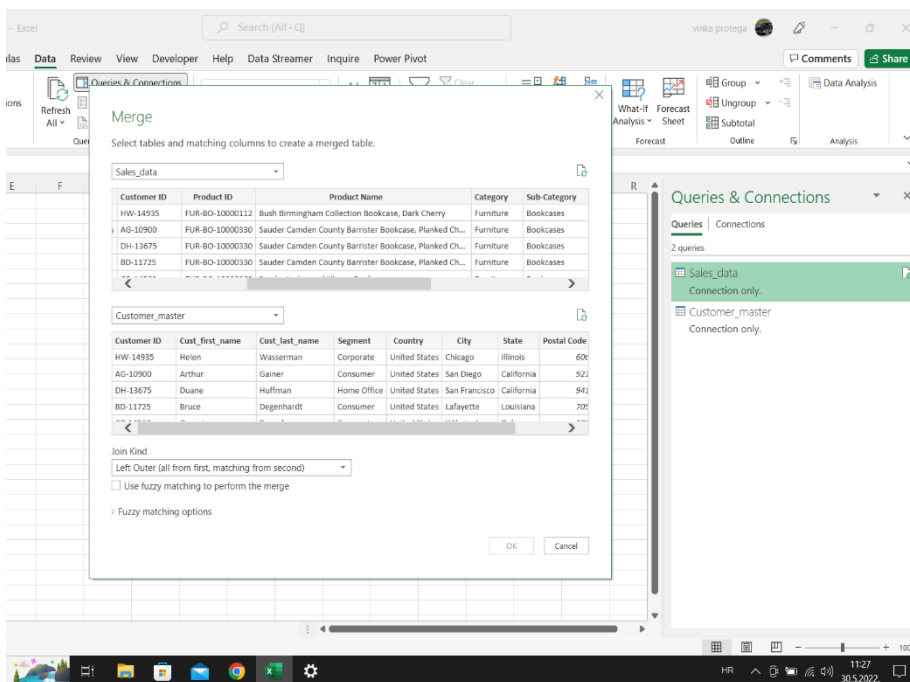 - Excel
Search (Alt+Q)
vinka protega
ulas Data Review View Developer Help Data Streamer Inquire Power Pivot
Comments Share
Queries & Connections
Clear
ions
Refresh
All
Que
What-If
Analysis
Forecast
Sheet
Forecast
Group
Ungroup
Subtotal
Outline
Data Analysis
Analysis
E F R
Merge
Select tables and matching columns to create a merged table.
Sales_data
Customer ID Product ID Product Name Category Sub-Category
HW-14935 FUR-BO-10000112 Bush Birmingham Collection Bookcase, Dark Cherry Furniture Bookcases
AG-10900 FUR-BO-10000330 Sauder Camden County Barrister Bookcase, Planked Ch... Furniture Bookcases
DH-13675 FUR-BO-10000330 Sauder Camden County Barrister Bookcase, Planked Ch... Furniture Bookcases
BD-11725 FUR-BO-10000330 Sauder Camden County Barrister Bookcase, Planked Ch... Furniture Bookcases
Customer_master
Customer ID Cust_first_name Cust_last_name Segment Country City State Postal Code
HW-14935 Helen Wasserman Corporate United States Chicago Illinois 606
AG-10900 Arthur Gainer Consumer United States San Diego California 921
DH-13675 Duane Huffman Home Office United States San Francisco California 941
BD-11725 Bruce Degenhardt Consumer United States Lafayette Louisiana 705
Join Kind
Left Outer (all from first, matching from second)
Use fuzzy matching to perform the merge
Fuzzy matching options
OK Cancel
Queries & Connections
Queries Connections
2 queries
Sales_data
Connection only.
Customer_master
Connection only.
100
HR
11:27
30.5.2022.